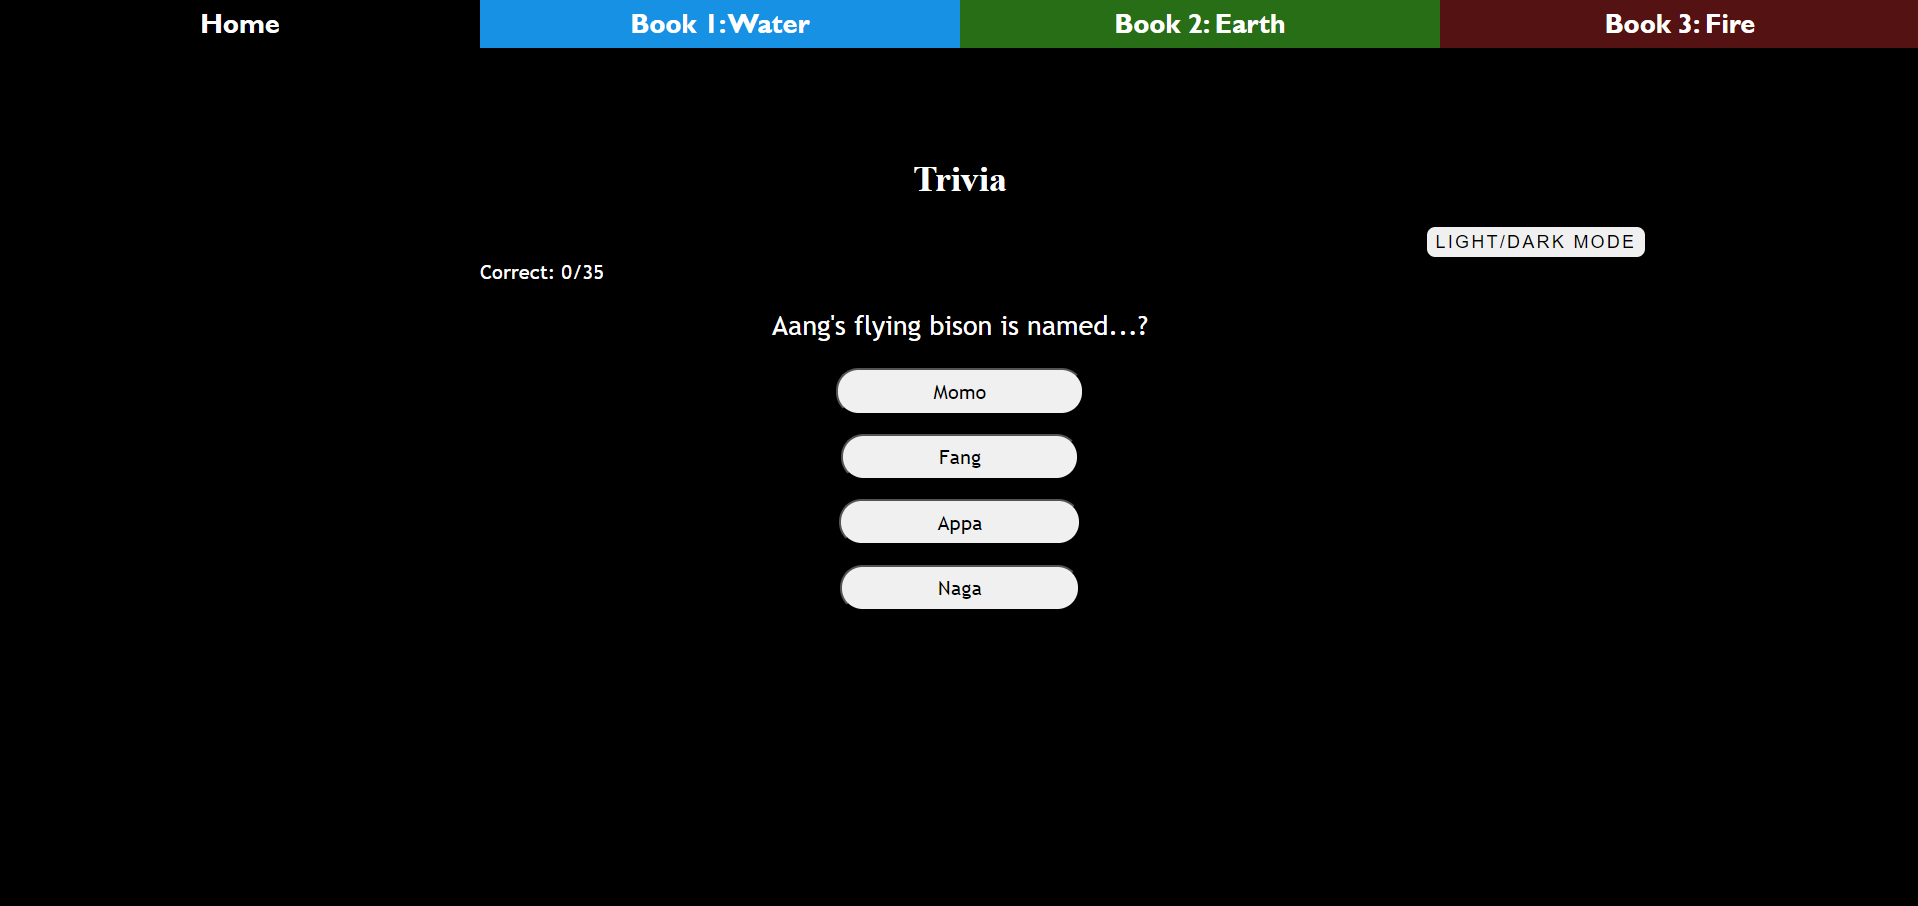 Home Book 1: Water Book 2: Earth Book 3: Fire
Trivia
LIGHT/DARK MODE
Correct: 0/35
Aang's flying bison is named...?
Momo
Fang
Appa
Naga